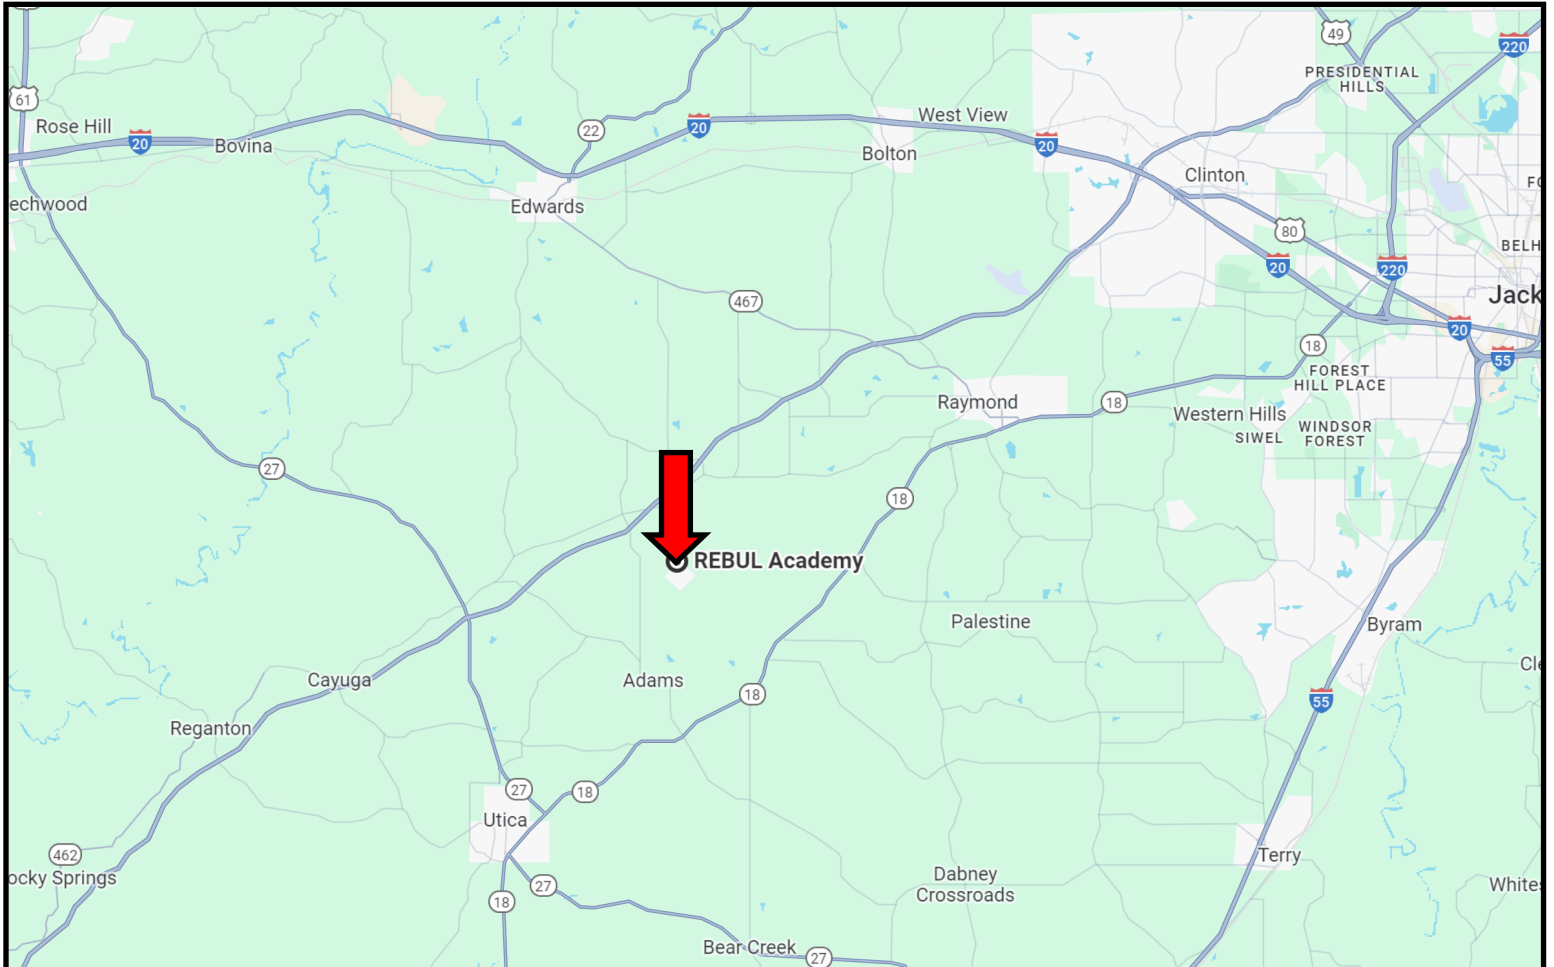 49
220
PRESIDENTIAL
HILLS
61
Rose Hill
20
Bovina
22
20
West View
Bolton
20
Clinton
FO
echwood
Edwards
80
BELH
20
220
467
Jack
20
18
55
FOREST
HILL PLACE
Raymond
18
Western Hills
SIWEL
WINDSOR
FOREST
27
18
REBUL Academy
Palestine
Byram
Cle
Cayuga
Adams
18
55
Reganton
27
18
Utica
462
ocky Springs
Terry
Dabney
Crossroads
White
27
18
Bear Creek
27